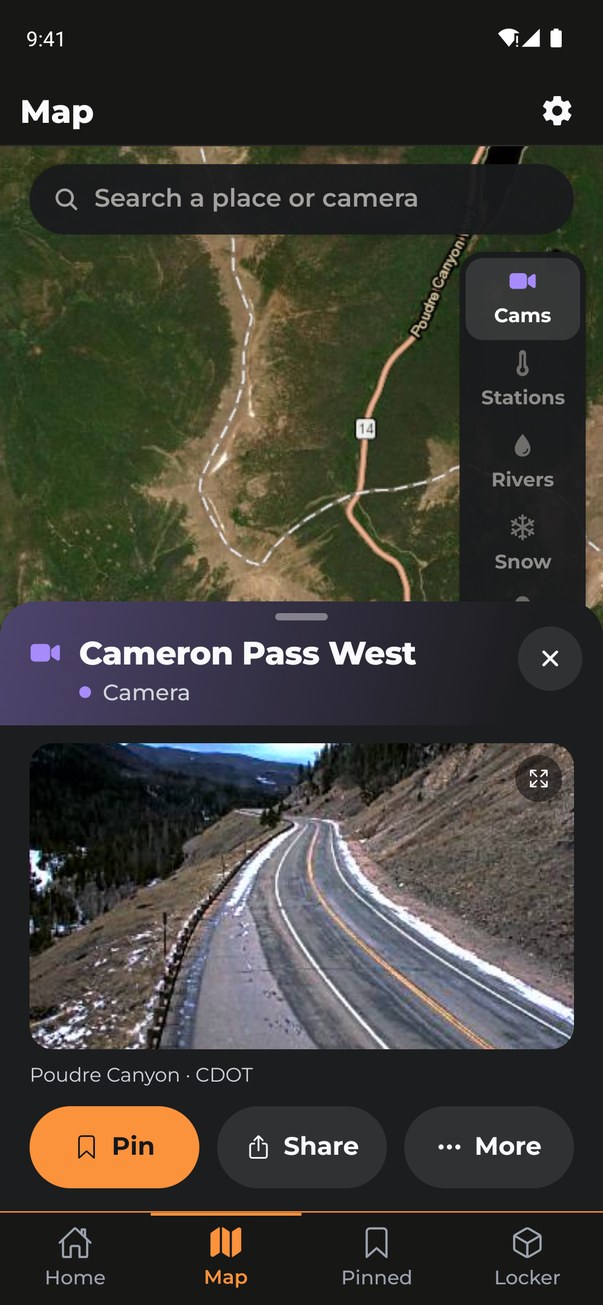 9:41
Map
Search a place or camera
Poudre Canyon
Cams
Stations
14
Rivers
Snow
Cameron Pass West
Camera
Poudre Canyon · CDOT
Pin
Share
More
Home
Map
Pinned
Locker